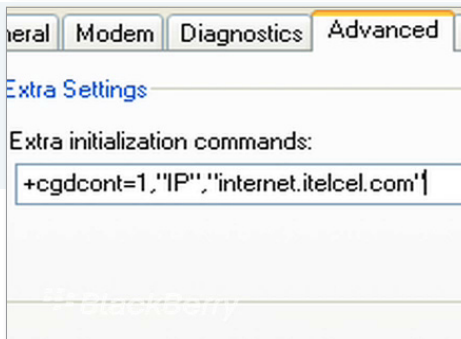 neral Modem Diagnostics Advanced
Extra Settings
Extra initialization commands:
+cgdcont=1,"IP","internet.itelcel.com"
BlackBerry